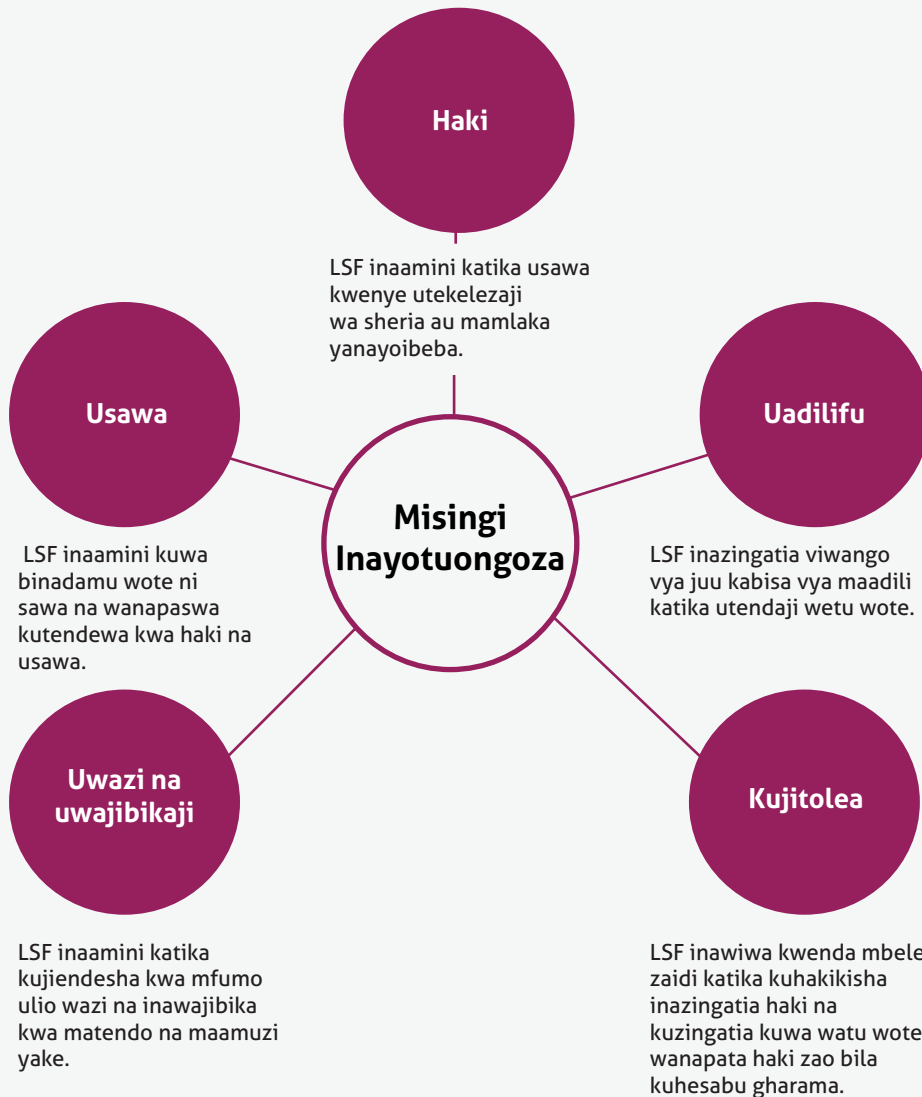 Haki
LSF inaamini katika usawa
kwenye utekelezaji
wa sheria au mamlaka
yanayoibeba.
Usawa
LSF inaamini kuwa
binadamu wote ni
sawa na wanapaswa
kutendewa kwa haki na
usawa.
Misingi
Inayotuongoza
Uadilifu
LSF inazingatia viwango
vya juu kabisa vya maadili
katika utendaji wetu wote.
Uwazi na
uwajibikaji
LSF inaamini katika
kujiendesha kwa mfumo
ulio wazi na inawajibika
kwa matendo na maamuzi
yake.
Kujitolea
LSF inawiwa kwenda mbele
zaidi katika kuhakikisha
inazingatia haki na
kuzingatia kuwa watu wote
wanapata haki zao bila
kuhesabu gharama.